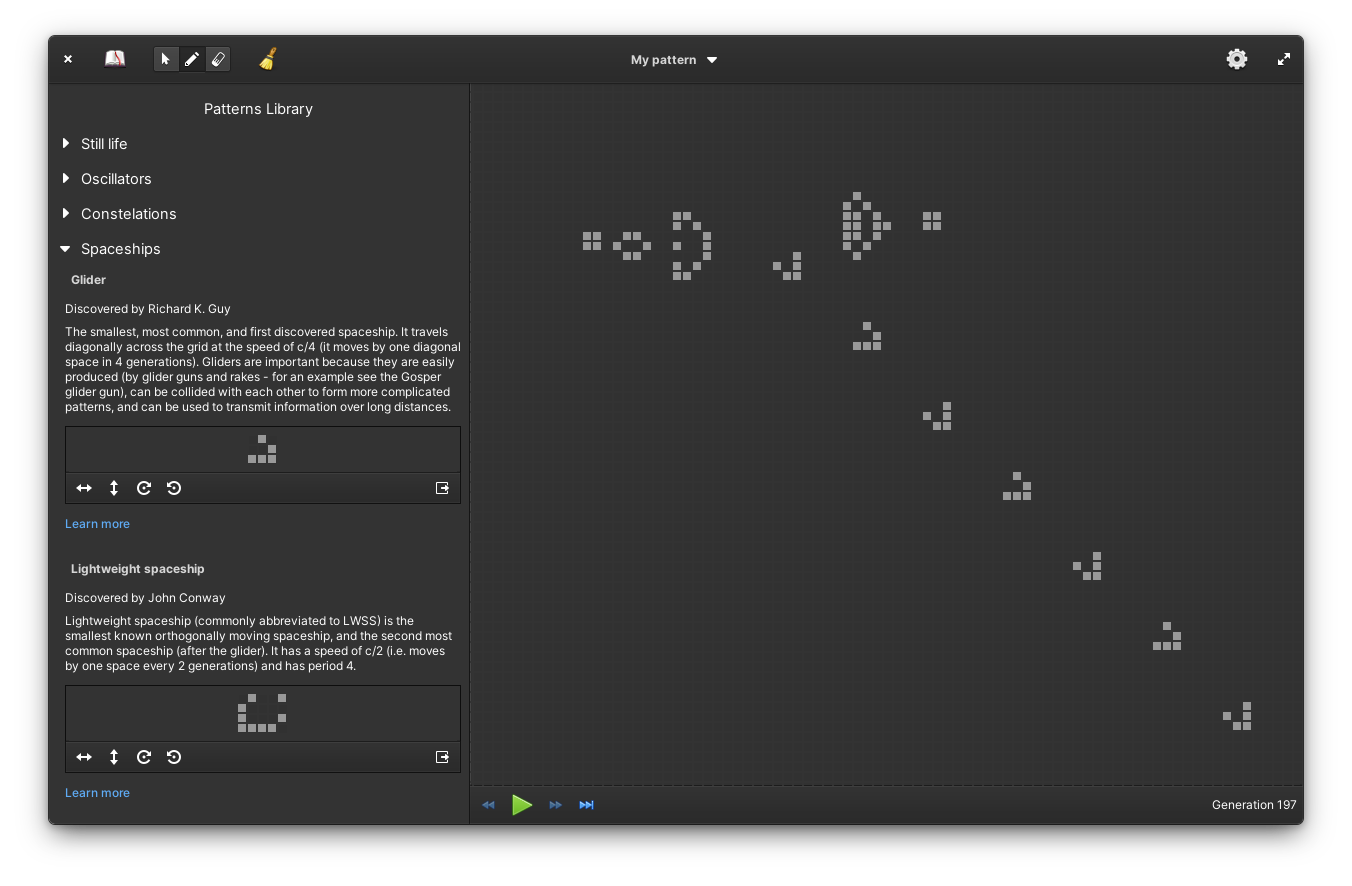 My pattern
Patterns Library
Still life
Oscillators
Constelations
Spaceships
Glider
Discovered by Richard K. Guy
The smallest, most common, and first discovered spaceship. It travels
diagonally across the grid at the speed of c/4 (it moves by one diagonal
space in 4 generations). Gliders are important because they are easily
produced (by glider guns and rakes - for an example see the Gosper
glider gun), can be collided with each other to form more complicated
patterns, and can be used to transmit information over long distances.
Learn more
Lightweight spaceship
Discovered by John Conway
Lightweight spaceship (commonly abbreviated to LWSS) is the
smallest known orthogonally moving spaceship, and the second most
common spaceship (after the glider). It has a speed of c/2 (i.e. moves
by one space every 2 generations) and has period 4.
Learn more
Generation 197